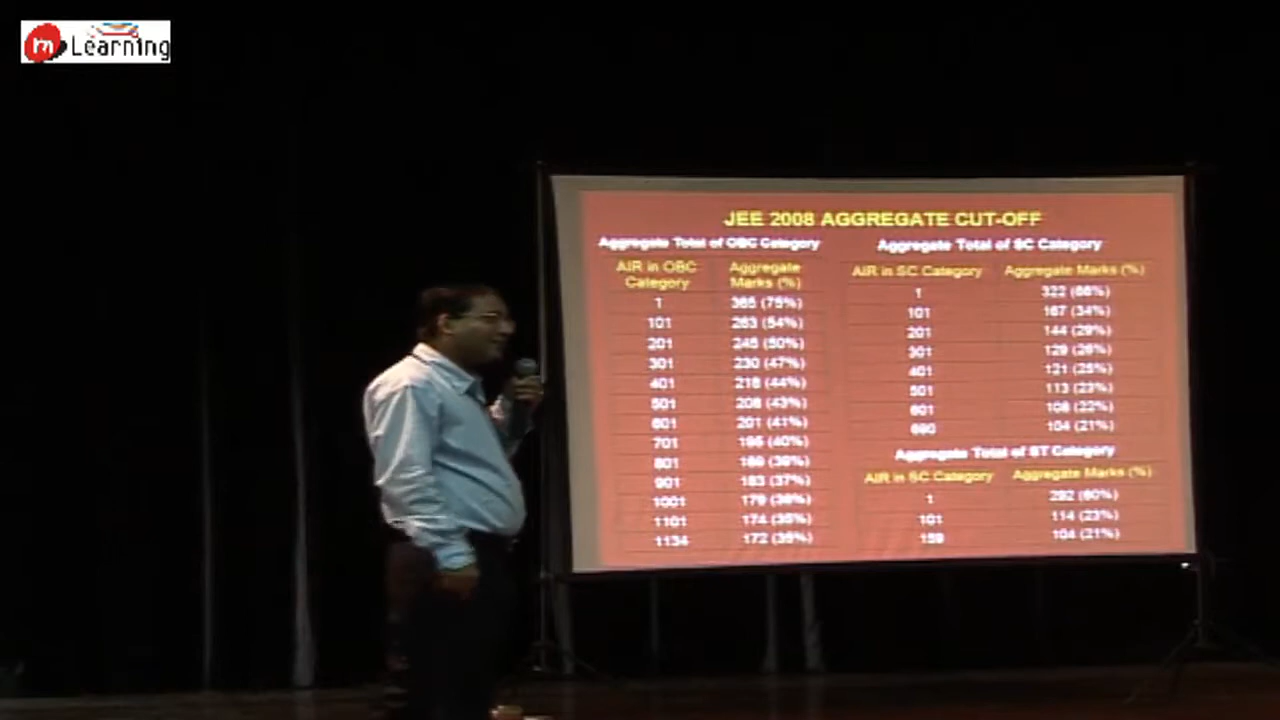 m Learning
JEE 2008 AGGREGATE CUT-OFF
Aggregate Total of OBC Category
AIR in OBC Category Aggregate Marks (%)
1 365 (75%)
101 263 (54%)
201 245 (50%)
301 230 (47%)
401 218 (44%)
501 208 (43%)
601 201 (41%)
701 195 (40%)
801 189 (39%)
901 183 (37%)
1001 179 (36%)
1101 174 (35%)
1134 172 (35%)
Aggregate Total of SC Category
AIR in SC Category Aggregate Marks (%)
1 322 (66%)
101 167 (34%)
201 144 (29%)
301 129 (26%)
401 121 (25%)
501 113 (23%)
601 108 (22%)
690 104 (21%)
Aggregate Total of ST Category
AIR in SC Category Aggregate Marks (%)
1 292 (60%)
101 114 (23%)
159 104 (21%)